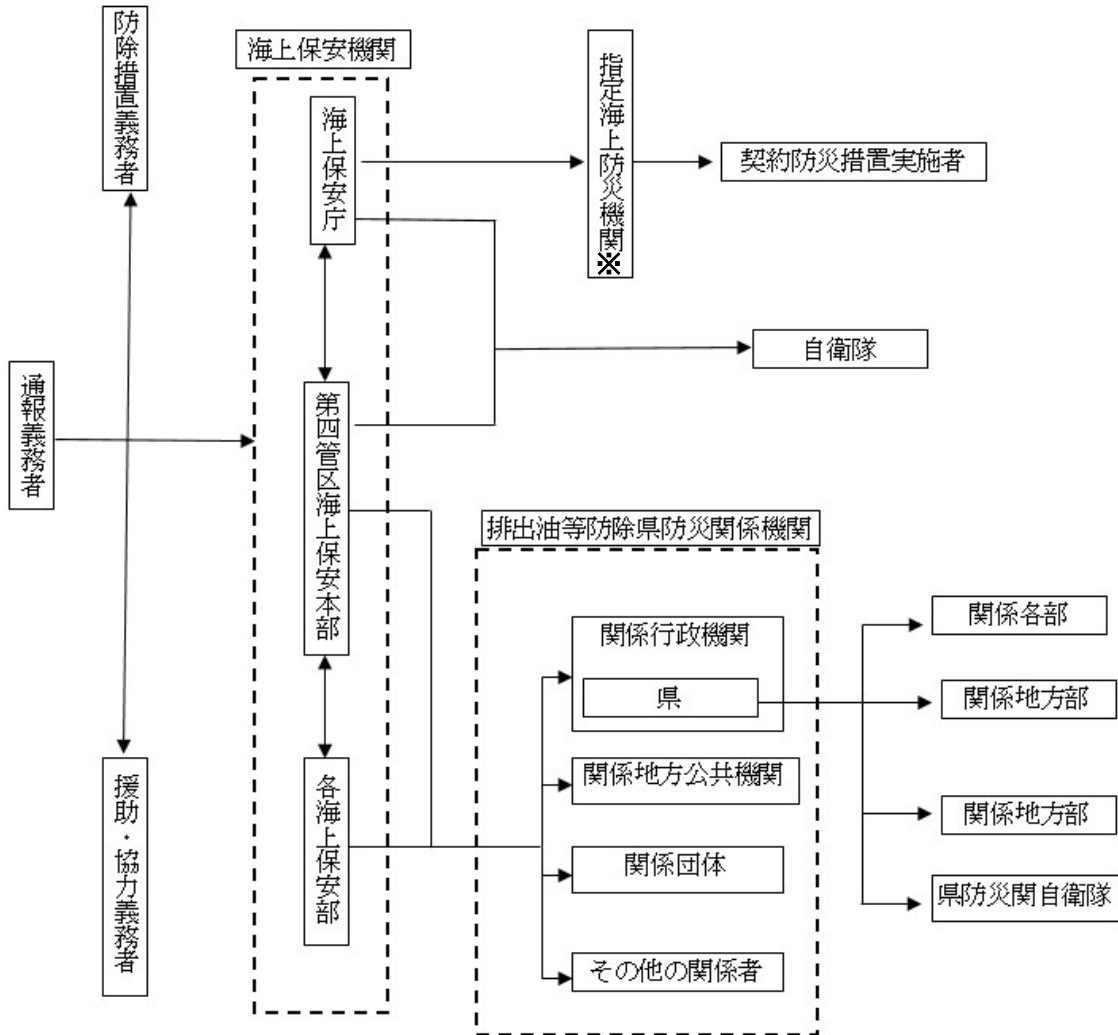 防除措置義務者
海上保安機関
海上保安庁
指定海上防災機関※
契約防災措置実施者
自衛隊
通報義務者
第四管区海上保安本部
排出油等防除県防災関係機関
関係行政機関
県
関係各部
関係地方部
関係地方公共機関
関係地方部
援助・協力義務者
各海上保安部
関係団体
県防災関自衛隊
その他の関係者